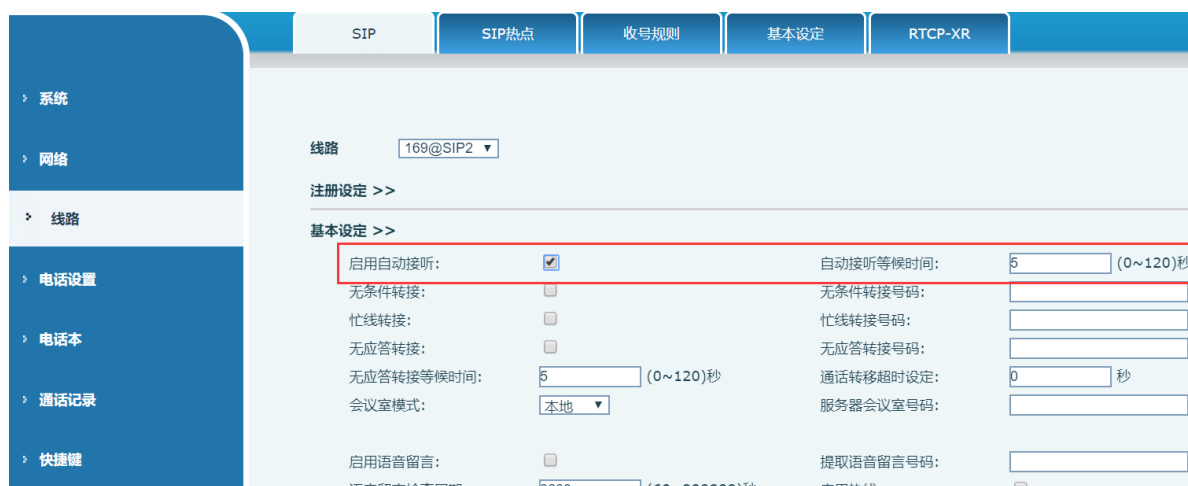 SIP SIP热点 收号规则 基本设定 RTCP-XR
系统
网络
线路
电话设置
电话本
通话记录
快捷键
线路 169@SIP2
注册设定 >>
基本设定 >>
启用自动接听: 自动接听等候时间: 5 (0~120)秒
无条件转接: 无条件转接号码:
忙线转接: 忙线转接号码:
无应答转接: 无应答转接号码:
无应答转接等候时间: 5 (0~120)秒 通话转移超时设定: 0 秒
会议室模式: 本地 服务器会议室号码:
启用语音留言: 提取语音留言号码: